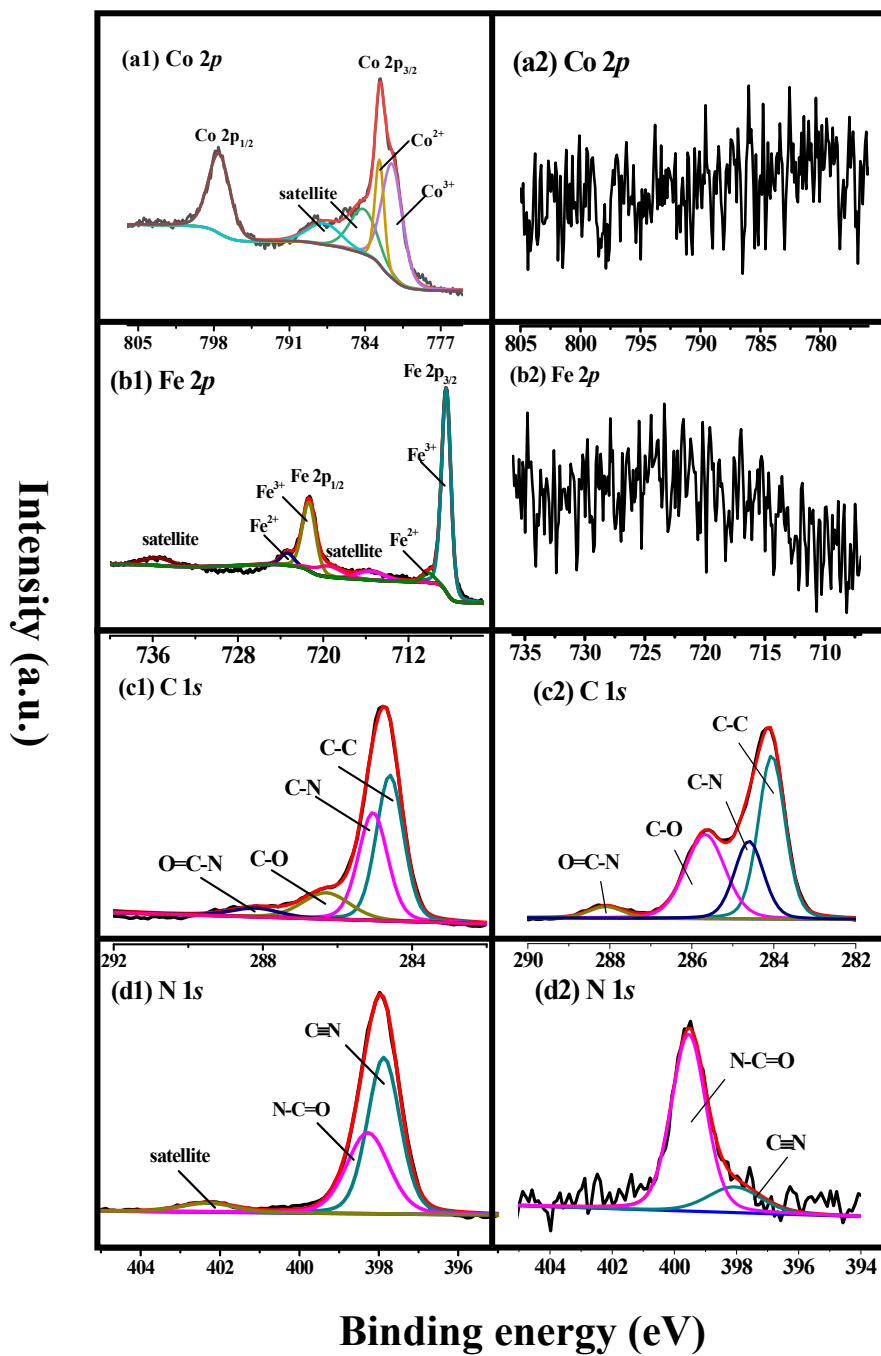 Intensity (a.u.)
(a1) Co 2p
Co 2p3/2
Co 2p1/2
Co2+
satellite
Co3+
805 798 791 784 777
(a2) Co 2p
805 800 795 790 785 780
(b1) Fe 2p
Fe 2p3/2
Fe3+
Fe3+ Fe 2p1/2
Fe2+
Fe2+
satellite
satellite
736 728 720 712
(b2) Fe 2p
735 730 725 720 715 710
(c1) C 1s
C-C
C-N
C-O
O=C-N
292 288 284
(c2) C 1s
C-C
C-N
C-O
O=C-N
290 288 286 284 282
(d1) N 1s
C≡N
N-C=O
satellite
404 402 400 398 396
(d2) N 1s
N-C=O
C≡N
404 402 400 398 396 394
Binding energy (eV)